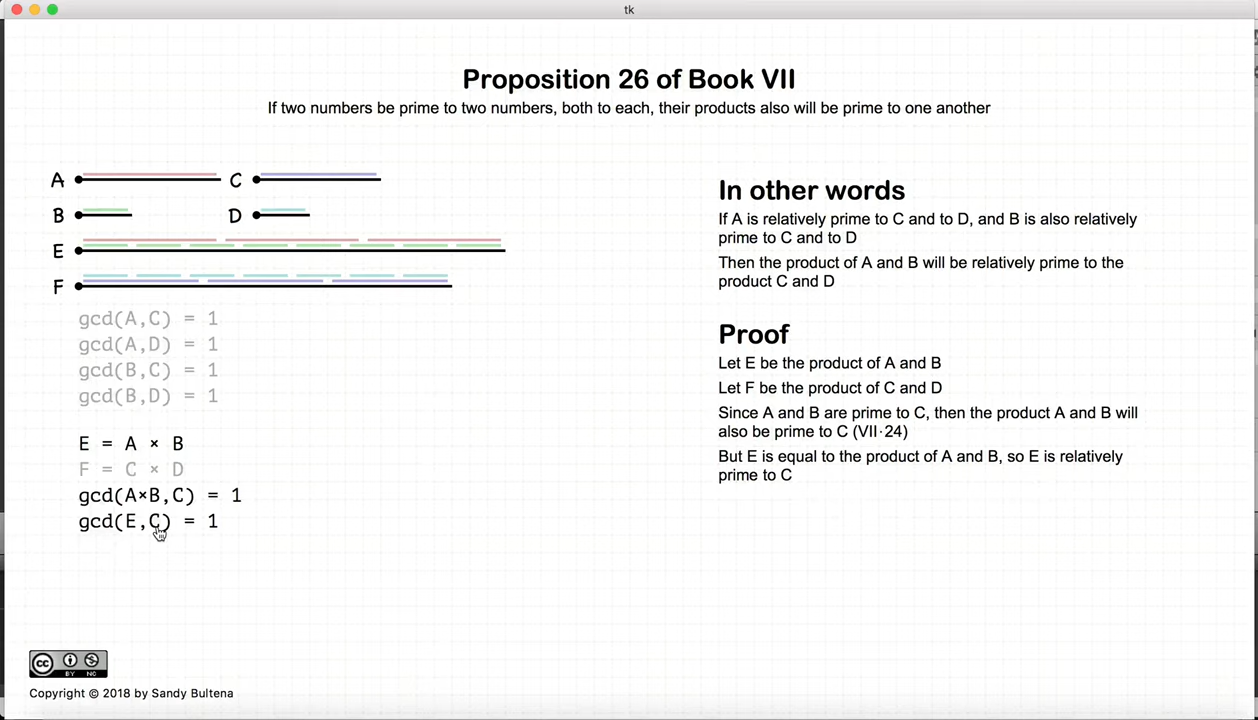 tk
Proposition 26 of Book VII
If two numbers be prime to two numbers, both to each, their products also will be prime to one another
A
C
B
D
E
F
gcd(A,C) = 1
gcd(A,D) = 1
gcd(B,C) = 1
gcd(B,D) = 1
E = A × B
F = C × D
gcd(A×B,C) = 1
gcd(E,C) = 1
In other words
If A is relatively prime to C and to D, and B is also relatively
prime to C and to D
Then the product of A and B will be relatively prime to the
product C and D
Proof
Let E be the product of A and B
Let F be the product of C and D
Since A and B are prime to C, then the product A and B will
also be prime to C (VII·24)
But E is equal to the product of A and B, so E is relatively
prime to C
cc
BY NC
Copyright © 2018 by Sandy Bultena